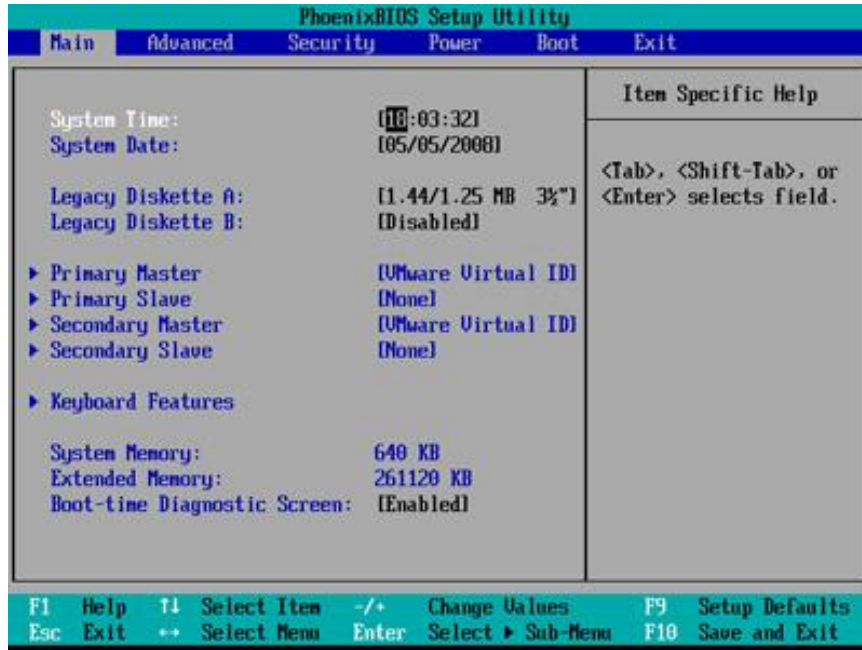 PhoenixBIOS Setup Utility
Main Advanced Security Power Boot Exit
Item Specific Help
System Time: [18:03:32]
System Date: [05/05/2008]
<Tab>, <Shift-Tab>, or
<Enter> selects field.
Legacy Diskette A: [1.44/1.25 MB 3½"]
Legacy Diskette B: [Disabled]
▶ Primary Master [VMware Virtual ID]
▶ Primary Slave [None]
▶ Secondary Master [VMware Virtual ID]
▶ Secondary Slave [None]
▶ Keyboard Features
System Memory: 640 KB
Extended Memory: 261120 KB
Boot-time Diagnostic Screen: [Enabled]
F1 Help ↑↓ Select Item -/+ Change Values F9 Setup Defaults
Esc Exit ↔ Select Menu Enter Select ▶ Sub-Menu F10 Save and Exit